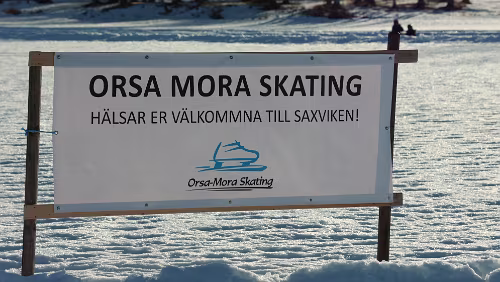 ORSA MORA SKATING
HÄLSAR ER VÄLKOMMNA TILL SAXVIKEN!
Orsa-Mora Skating